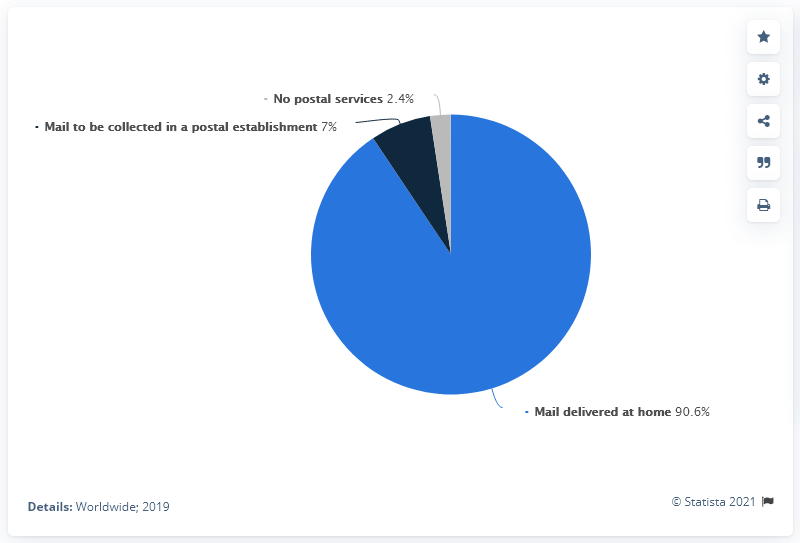 No postal services 2.4%
Mail to be collected in a postal establishment 7%
Mail delivered at home 90.6%
Details: Worldwide; 2019
© Statista 2021